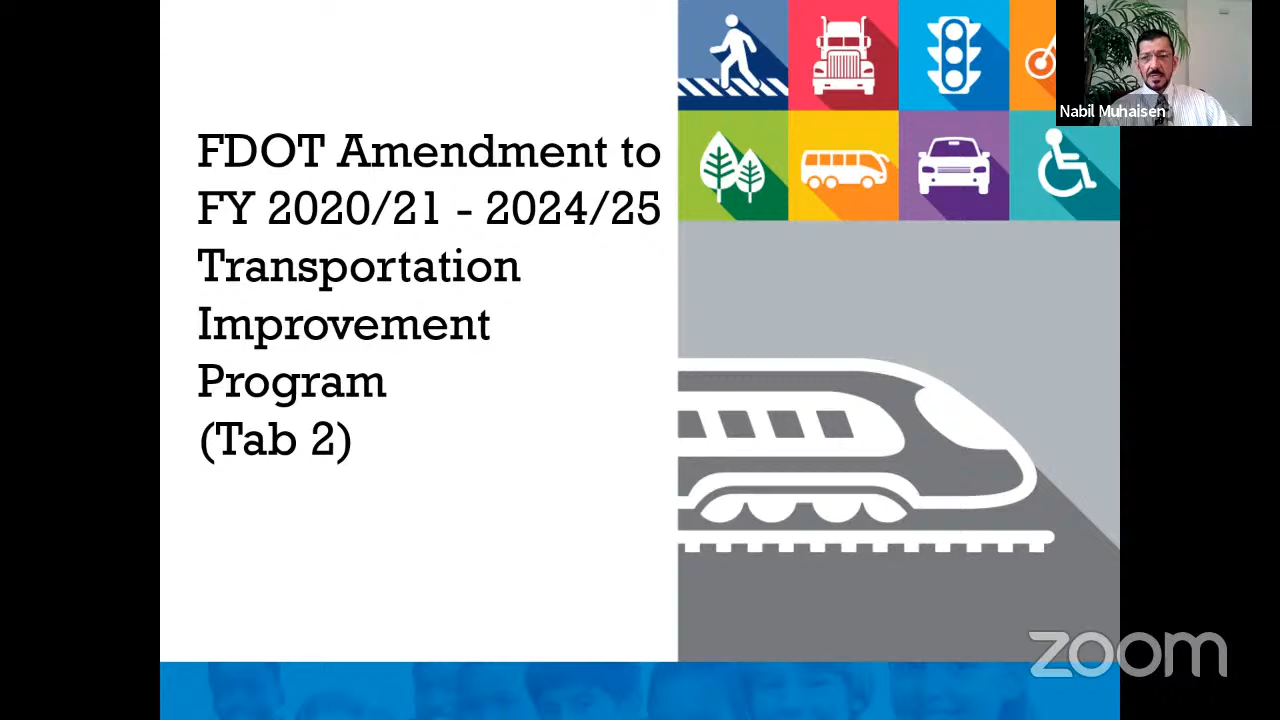 FDOT Amendment to
FY 2020/21 - 2024/25
Transportation
Improvement
Program
(Tab 2)
Nabil Muhaisen
zoom